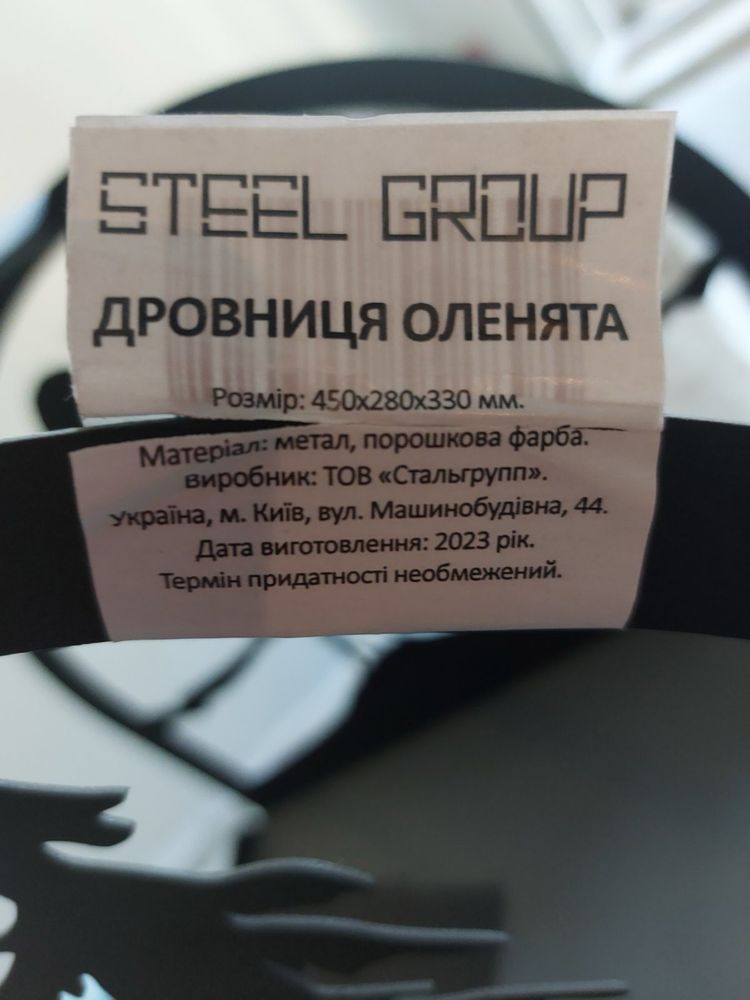 STEEL GROUP
ДРОВНИЦЯ ОЛЕНЯТА
Розмір: 450х280х330 мм.
Матеріал: метал, порошкова фарба.
виробник: ТОВ «Стальгрупп».
Україна, м. Київ, вул. Машинобудівна, 44.
Дата виготовлення: 2023 рік.
Термін придатності необмежений.